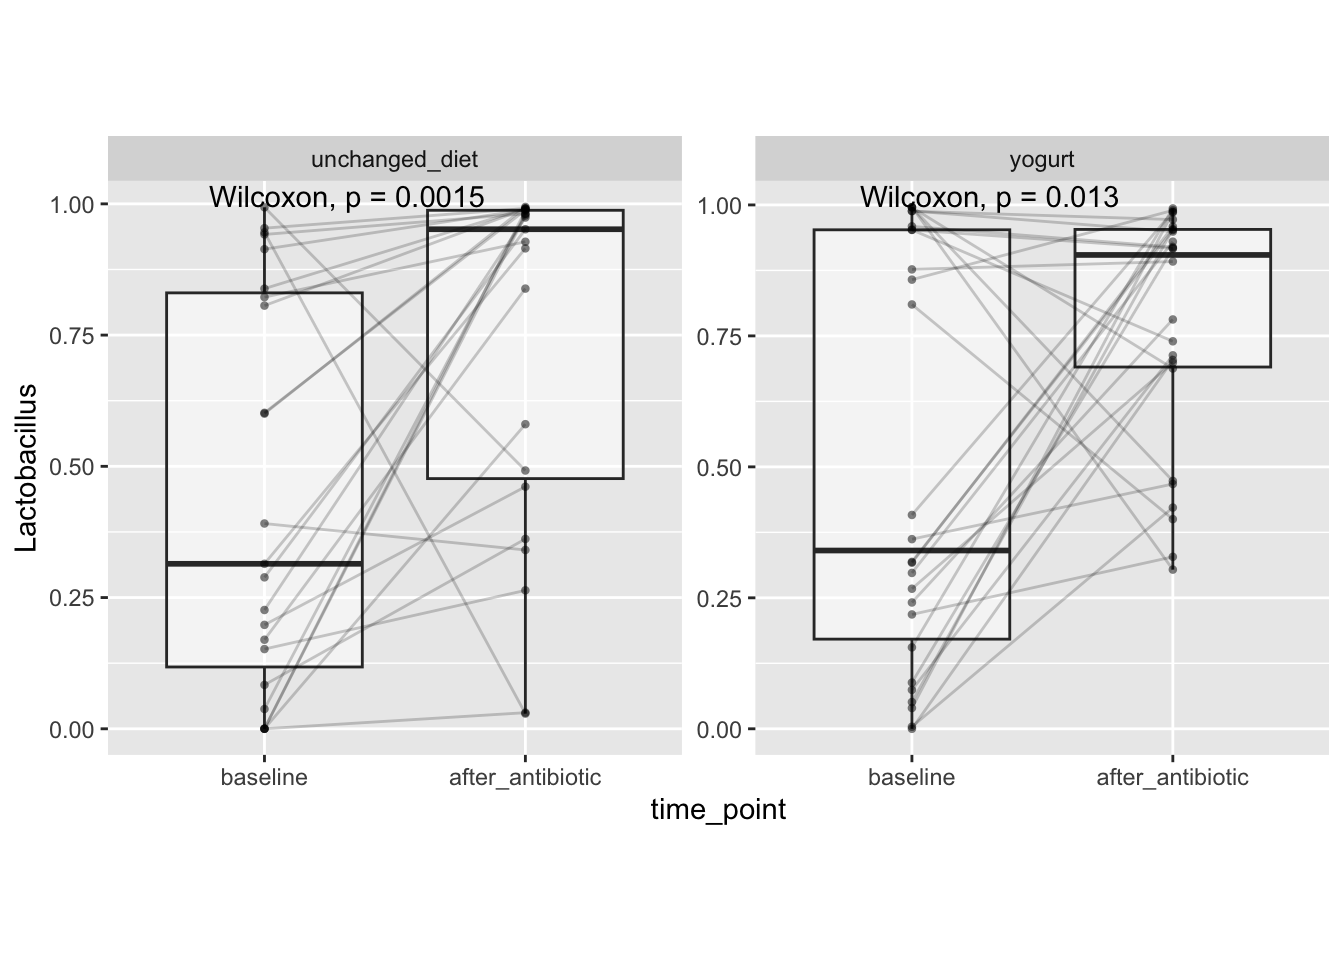 unchanged_diet
yogurt
Wilcoxon, p = 0.0015
Wilcoxon, p = 0.013
Lactobacillus
1.00
0.75
0.50
0.25
0.00
1.00
0.75
0.50
0.25
0.00
baseline
after_antibiotic
baseline
after_antibiotic
time_point